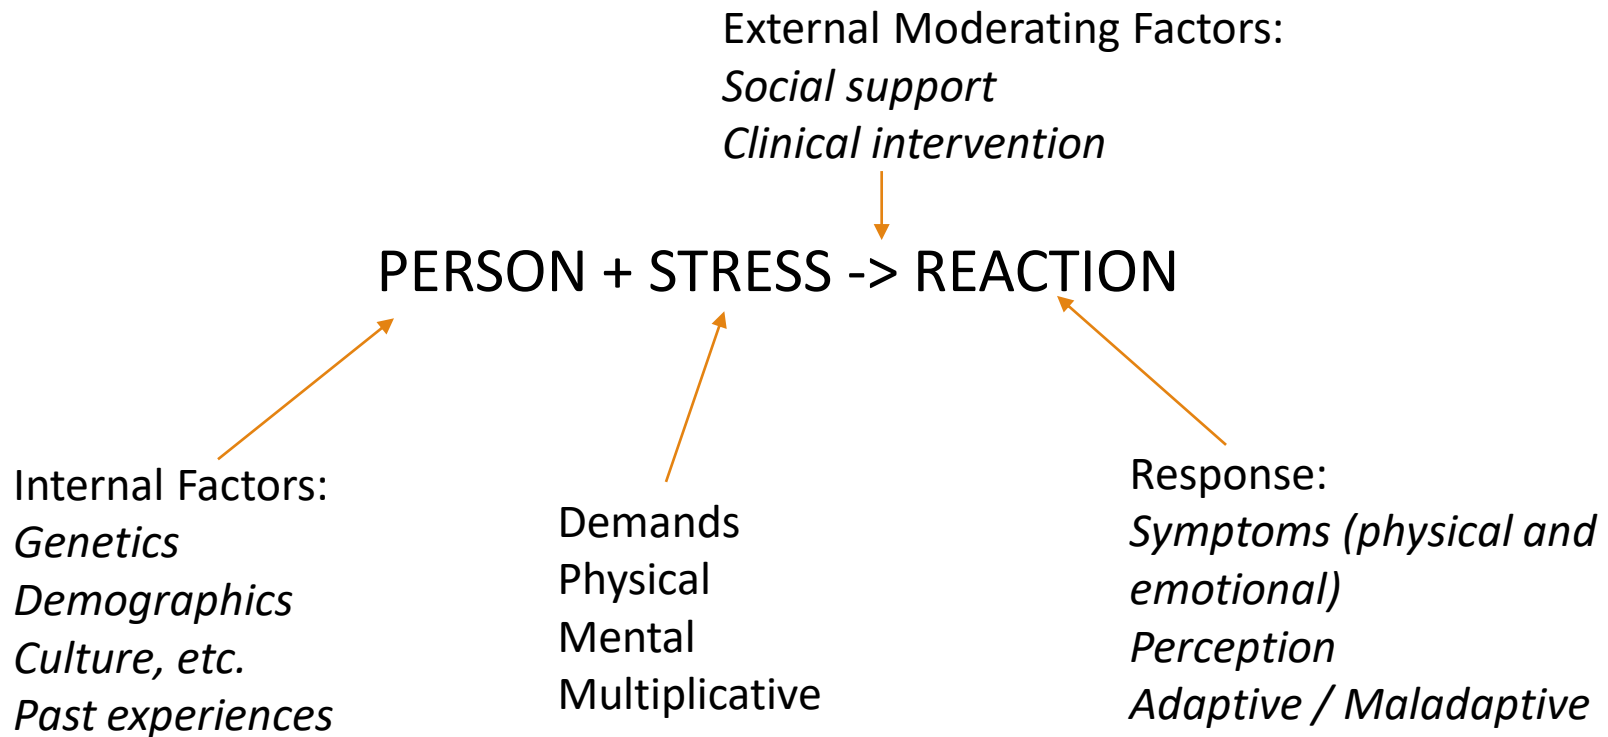 External Moderating Factors:
Social support
Clinical intervention
PERSON + STRESS -> REACTION
Internal Factors:
Genetics
Demographics
Culture, etc.
Past experiences
Demands
Physical
Mental
Multiplicative
Response:
Symptoms (physical and
emotional)
Perception
Adaptive / Maladaptive